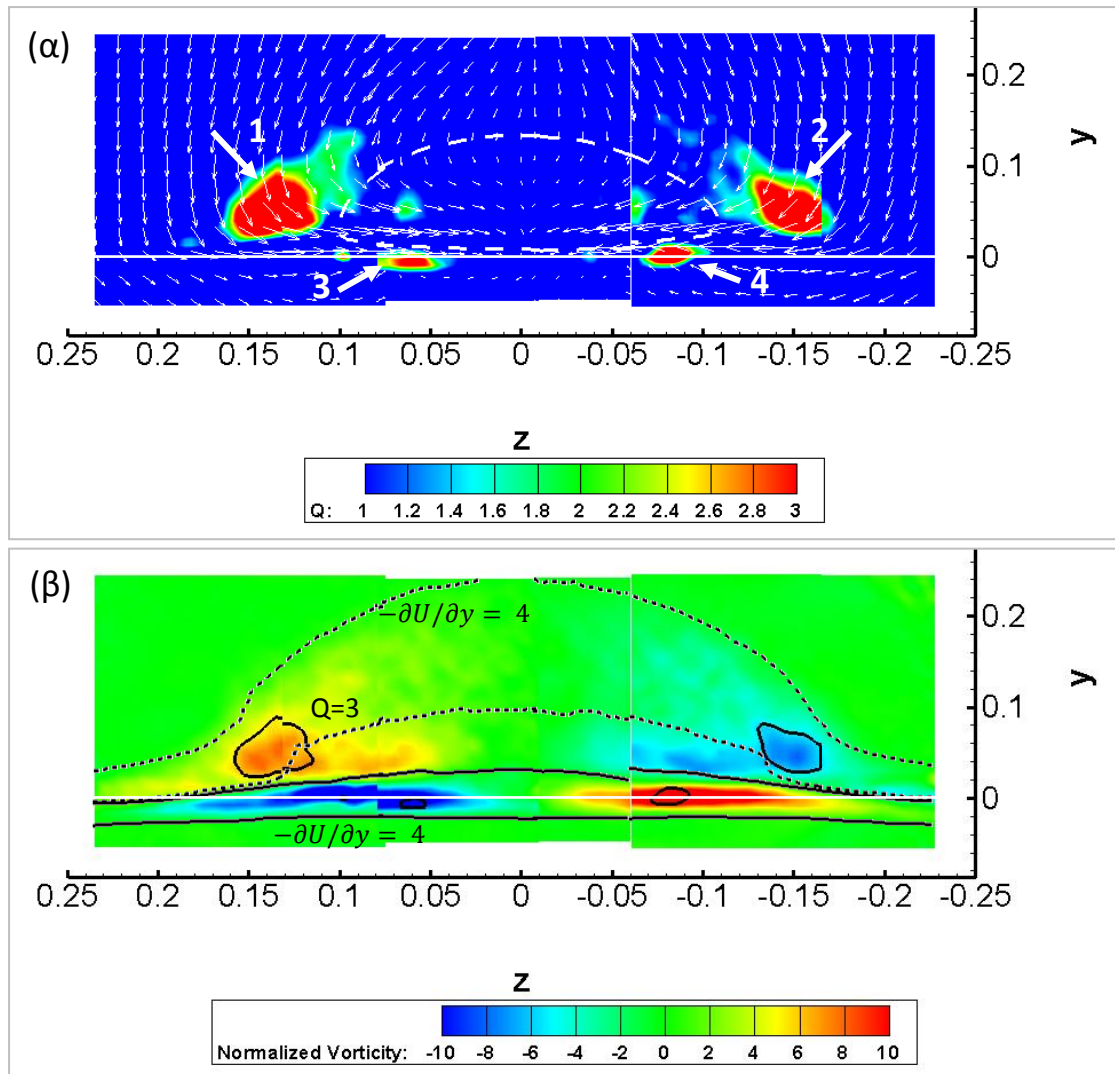 (α)
1
2
3
4
0.2
0.1
0
y
0.25 0.2 0.15 0.1 0.05 0 -0.05 -0.1 -0.15 -0.2 -0.25
z
Q: 1 1.2 1.4 1.6 1.8 2 2.2 2.4 2.6 2.8 3
(β)
−∂U/∂y = 4
Q=3
−∂U/∂y = 4
0.2
0.1
0
y
0.25 0.2 0.15 0.1 0.05 0 -0.05 -0.1 -0.15 -0.2 -0.25
z
Normalized Vorticity: -10 -8 -6 -4 -2 0 2 4 6 8 10